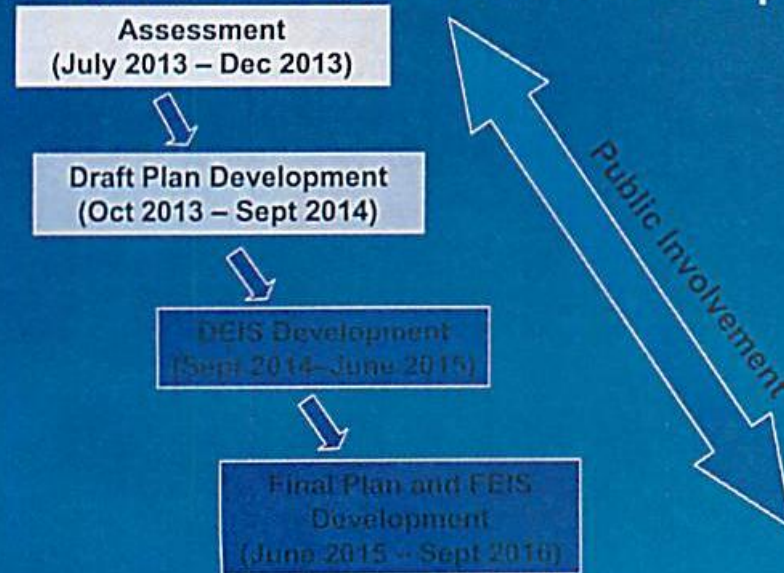 Assessment
(July 2013 – Dec 2013)
Draft Plan Development
(Oct 2013 – Sept 2014)
DEIS Development
(Sept 2014–June 2015)
Final Plan and FEIS
Development
(June 2015 – Sept 2016)
Public Involvement